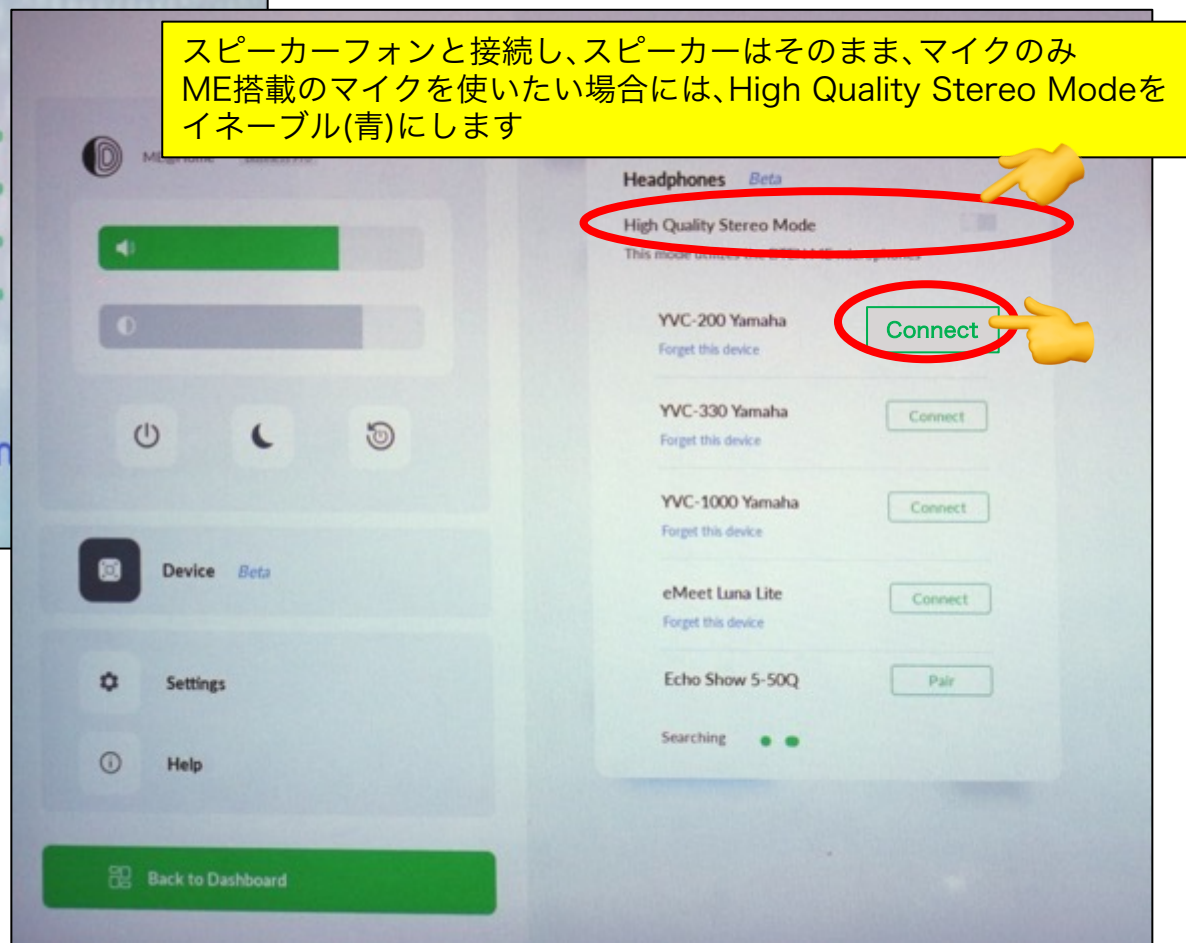 スピーカーフォンと接続し、スピーカーはそのまま、マイクのみ
ME搭載のマイクを使いたい場合には、High Quality Stereo Modeを
イネーブル(青)にします
Headphones Beta
High Quality Stereo Mode
YVC-200 Yamaha
Connect
Forget this device
YVC-330 Yamaha
Connect
Forget this device
YVC-1000 Yamaha
Connect
Forget this device
eMeet Luna Lite
Connect
Forget this device
Echo Show 5-50Q
Pair
Searching
Device Beta
Settings
Help
Back to Dashboard